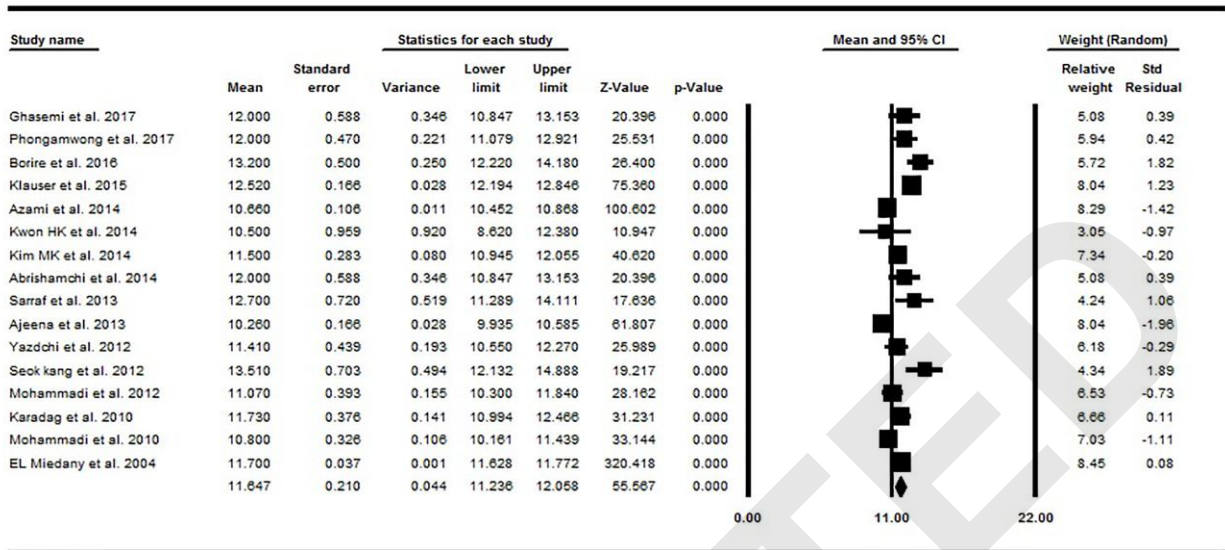 Study name Statistics for each study Mean and 95% CI Weight (Random)
Mean Standard error Variance Lower limit Upper limit Z-Value p-Value Relative weight Std Residual
Ghasemi et al. 2017 12.000 0.588 0.346 10.847 13.153 20.396 0.000 5.08 0.39
Phongamwong et al. 2017 12.000 0.470 0.221 11.079 12.921 25.531 0.000 5.94 0.42
Borire et al. 2016 13.200 0.500 0.250 12.220 14.180 26.400 0.000 5.72 1.82
Klauser et al. 2015 12.520 0.166 0.028 12.194 12.846 75.360 0.000 8.04 1.23
Azami et al. 2014 10.660 0.106 0.011 10.452 10.868 100.602 0.000 8.29 -1.42
Kwon HK et al. 2014 10.500 0.959 0.920 8.620 12.380 10.947 0.000 3.05 -0.97
Kim MK et al. 2014 11.500 0.283 0.080 10.945 12.055 40.620 0.000 7.34 -0.20
Abrishamchi et al. 2014 12.000 0.588 0.346 10.847 13.153 20.396 0.000 5.08 0.39
Sarraf et al. 2013 12.700 0.720 0.519 11.289 14.111 17.636 0.000 4.24 1.06
Ajeena et al. 2013 10.260 0.166 0.028 9.935 10.585 61.807 0.000 8.04 -1.96
Yazdchi et al. 2012 11.410 0.439 0.193 10.550 12.270 25.989 0.000 6.18 -0.29
Seok kang et al. 2012 13.510 0.703 0.494 12.132 14.888 19.217 0.000 4.34 1.89
Mohammadi et al. 2012 11.070 0.393 0.155 10.300 11.840 28.162 0.000 6.53 -0.73
Karadag et al. 2010 11.730 0.376 0.141 10.994 12.466 31.231 0.000 6.66 0.11
Mohammadi et al. 2010 10.800 0.326 0.106 10.161 11.439 33.144 0.000 7.03 -1.11
EL Miedany et al. 2004 11.700 0.037 0.001 11.628 11.772 320.418 0.000 8.45 0.08
11.647 0.210 0.044 11.236 12.058 55.567 0.000
0.00 11.00 22.00
TED